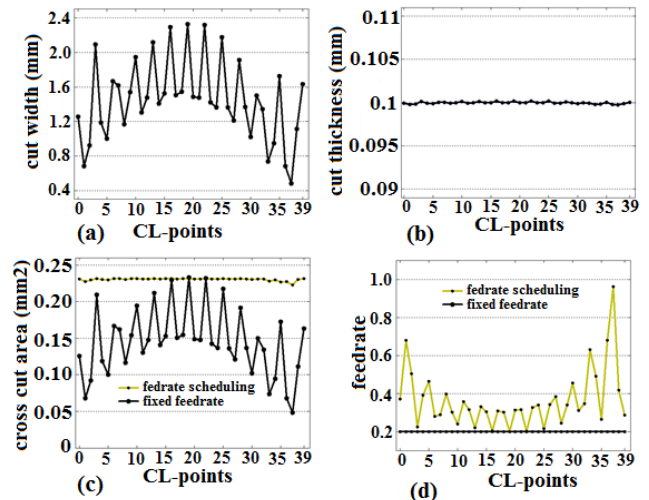 cut width (mm)
2.4
2.0
1.6
1.2
0.8
0.4
0 5 10 15 20 25 30 35 39
CL-points
(a)
cut thickness (mm)
0.11
0.105
0.1
0.095
0.09
0 5 10 15 20 25 30 35 39
CL-points
(b)
cross cut area (mm2)
0.25
0.20
0.15
0.10
0.05
0
fedrate scheduling
fixed feedrate
0 5 10 15 20 25 30 35 39
CL-points
(c)
feedrate
1.0
0.8
0.6
0.4
0.2
fedrate scheduling
fixed feedrate
0 5 10 15 20 25 30 35 39
CL-points
(d)